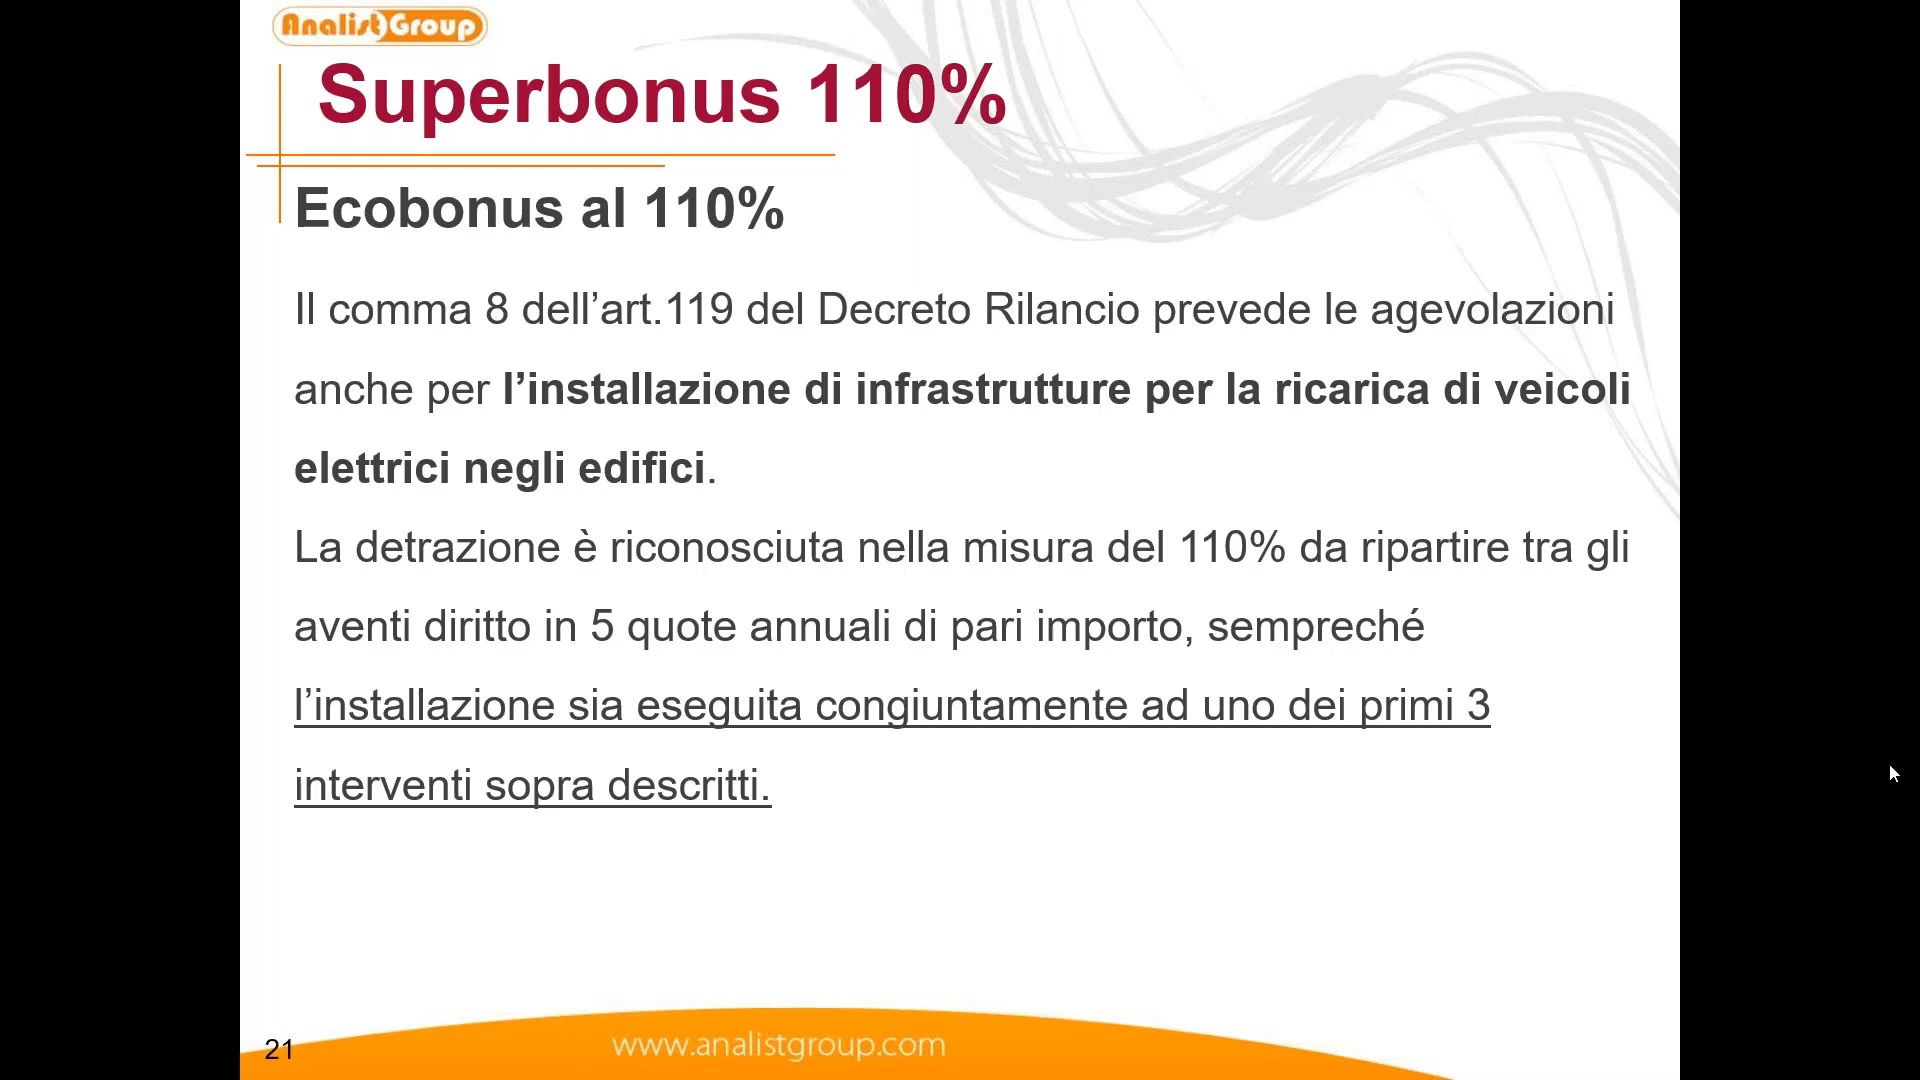 AnalistGroup
Superbonus 110%
Ecobonus al 110%
Il comma 8 dell’art.119 del Decreto Rilancio prevede le agevolazioni
anche per l’installazione di infrastrutture per la ricarica di veicoli
elettrici negli edifici.
La detrazione è riconosciuta nella misura del 110% da ripartire tra gli
aventi diritto in 5 quote annuali di pari importo, sempreché
l’installazione sia eseguita congiuntamente ad uno dei primi 3
interventi sopra descritti.
21
www.analistgroup.com